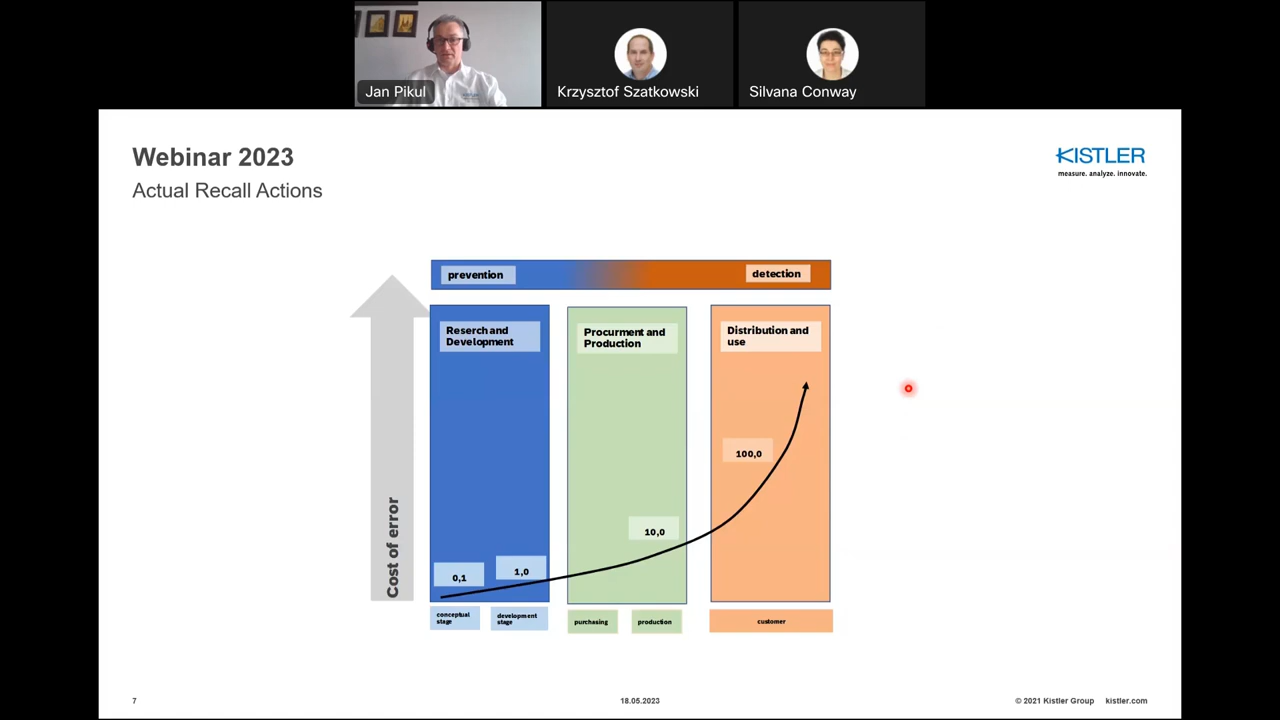 Jan Pikul
Krzysztof Szatkowski
Silvana Conway
Webinar 2023
Actual Recall Actions
KISTLER
measure. analyze. innovate.
prevention
detection
Reserch and
Development
Procurment and
Production
Distribution and
use
Cost of error
0,1
1,0
10,0
100,0
conceptual
stage
development
stage
purchasing
production
customer
7
18.05.2023
© 2021 Kistler Group
kistler.com